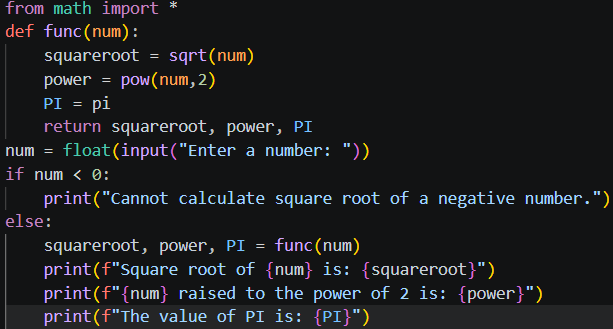 from math import *
def func(num):
    squareroot = sqrt(num)
    power = pow(num,2)
    PI = pi
    return squareroot, power, PI
num = float(input("Enter a number: "))
if num < 0:
    print("Cannot calculate square root of a negative number.")
else:
    squareroot, power, PI = func(num)
    print(f"Square root of {num} is: {squareroot}")
    print(f"{num} raised to the power of 2 is: {power}")
    print(f"The value of PI is: {PI}")